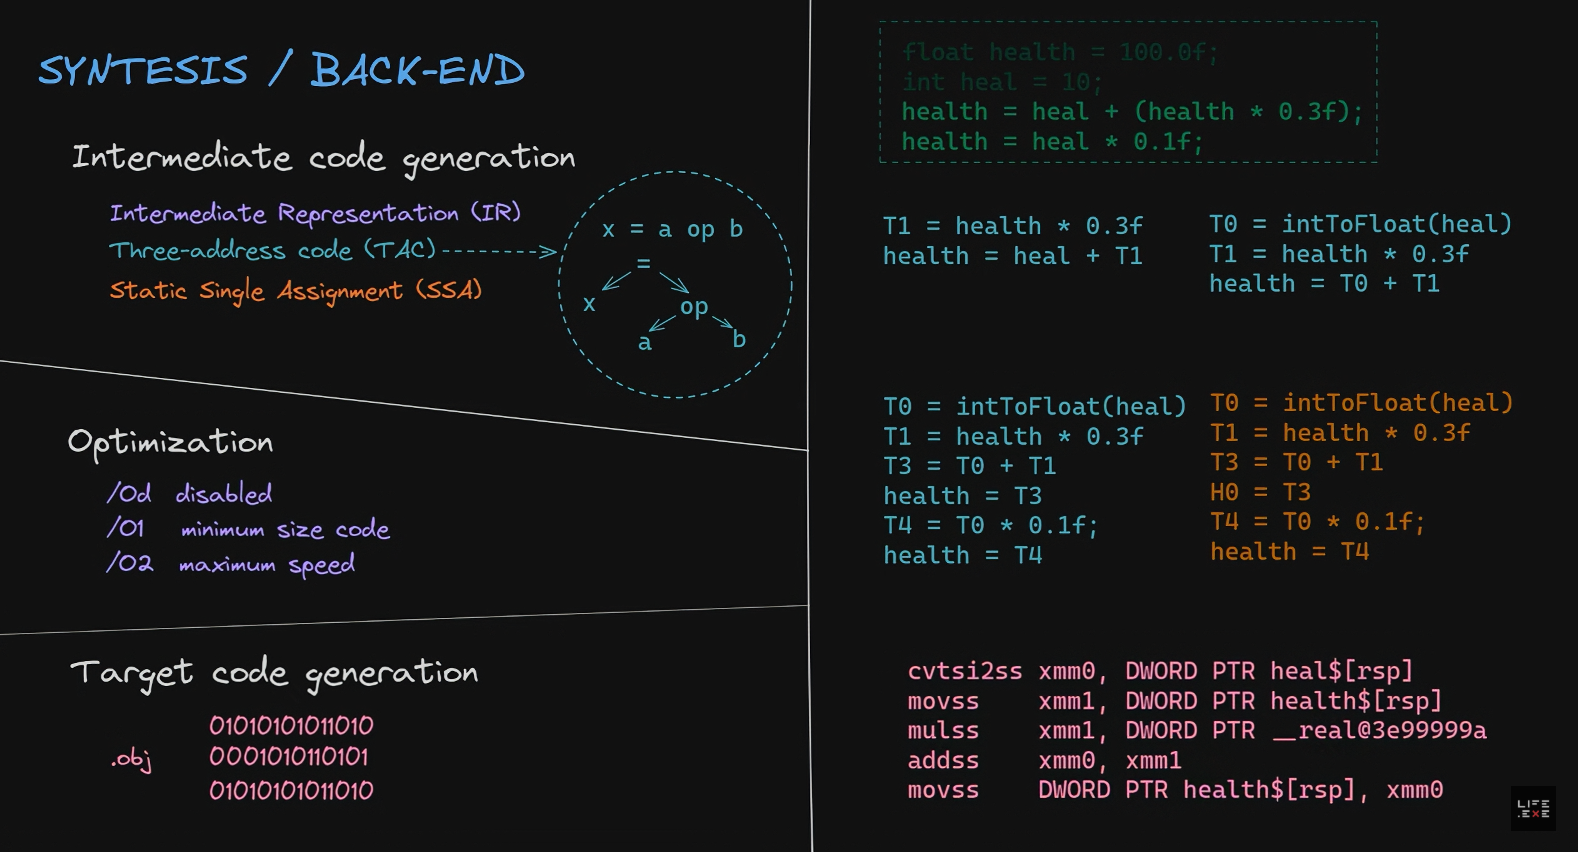 SYNTESIS / BACK-END
Intermediate code generation
Intermediate Representation (IR)
Three-address code (TAC)
Static Single Assignment (SSA)
x = a op b
=
x
op
a
b
Optimization
/Od disabled
/O1 minimum size code
/O2 maximum speed
Target code generation
.obj
01010101011010
0001010110101
01010101011010
float health = 100.0f;
int heal = 10;
health = heal + (health * 0.3f);
health = heal * 0.1f;
T1 = health * 0.3f
health = heal + T1
T0 = intToFloat(heal)
T1 = health * 0.3f
health = T0 + T1
T0 = intToFloat(heal)
T1 = health * 0.3f
T3 = T0 + T1
health = T3
T4 = T0 * 0.1f;
health = T4
T0 = intToFloat(heal)
T1 = health * 0.3f
T3 = T0 + T1
H0 = T3
T4 = T0 * 0.1f;
health = T4
cvtsi2ss xmm0, DWORD PTR heal$[rsp]
movss xmm1, DWORD PTR health$[rsp]
mulss xmm1, DWORD PTR __real@3e99999a
addss xmm0, xmm1
movss DWORD PTR health$[rsp], xmm0
LIFE
.EXE